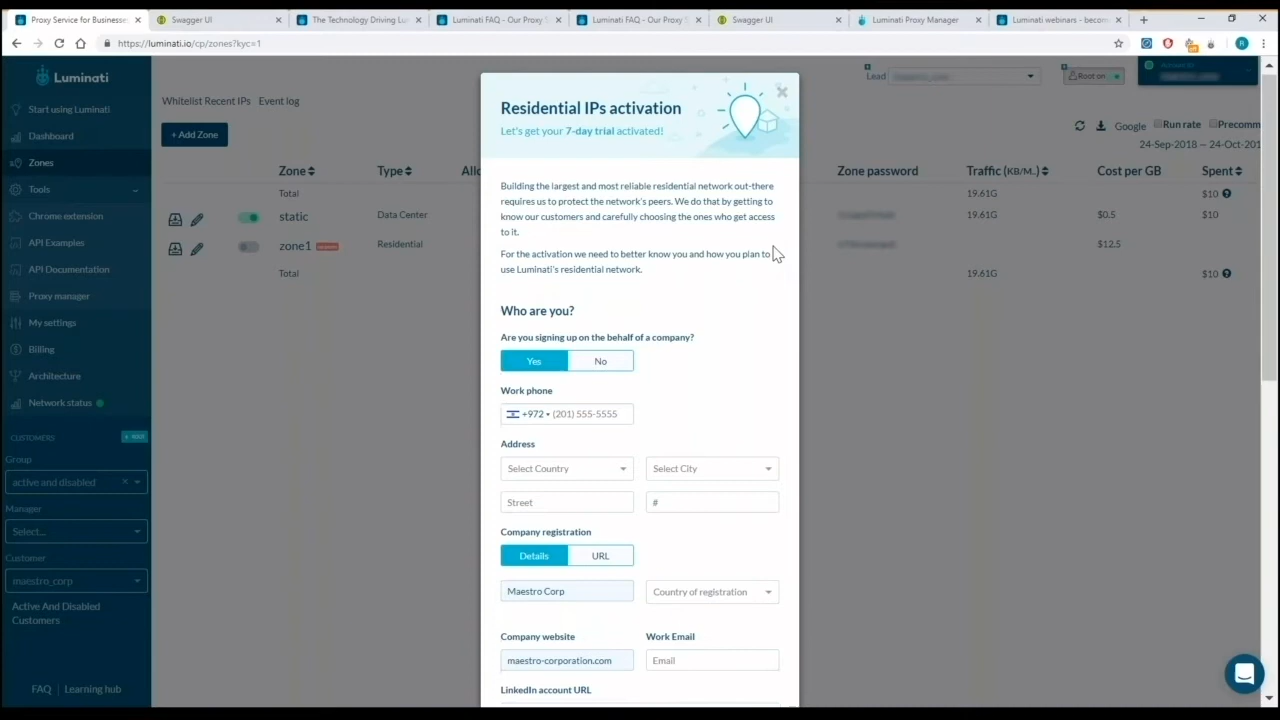 Proxy Service for Businesse
Swagger UI
The Technology Driving Lu
Luminati FAQ - Our Proxy S
Luminati FAQ - Our Proxy S
Swagger UI
Luminati Proxy Manager
Luminati webinars - becom
https://luminati.io/cp/zones?kyc=1
Luminati
Start using Luminati
Dashboard
Zones
Tools
Chrome extension
API Examples
API Documentation
Proxy manager
My settings
Billing
Architecture
Network status
CUSTOMERS
Group
active and disabled
Manager
Select...
Customer
maestro_corp
Active And Disabled
Customers
FAQ | Learning hub
Whitelist Recent IPs Event log
+ Add Zone
Lead
Root on
Google Run rate Precomm
24-Sep-2018 — 24-Oct-201
Zone Type Allo Zone password Traffic (KB/M..) Cost per GB Spent
Total 19.61G $10
static Data Center 19.61G $0.5 $10
zone1 Residential $12.5
Total 19.61G $10
Residential IPs activation
Let's get your 7-day trial activated!
Building the largest and most reliable residential network out-there
requires us to protect the network's peers. We do that by getting to
know our customers and carefully choosing the ones who get access
to it.
For the activation we need to better know you and how you plan to
use Luminati's residential network.
Who are you?
Are you signing up on the behalf of a company?
Yes No
Work phone
+972 (201) 555-5555
Address
Select Country Select City
Street #
Company registration
Details URL
Maestro Corp Country of registration
Company website Work Email
maestro-corporation.com Email
LinkedIn account URL